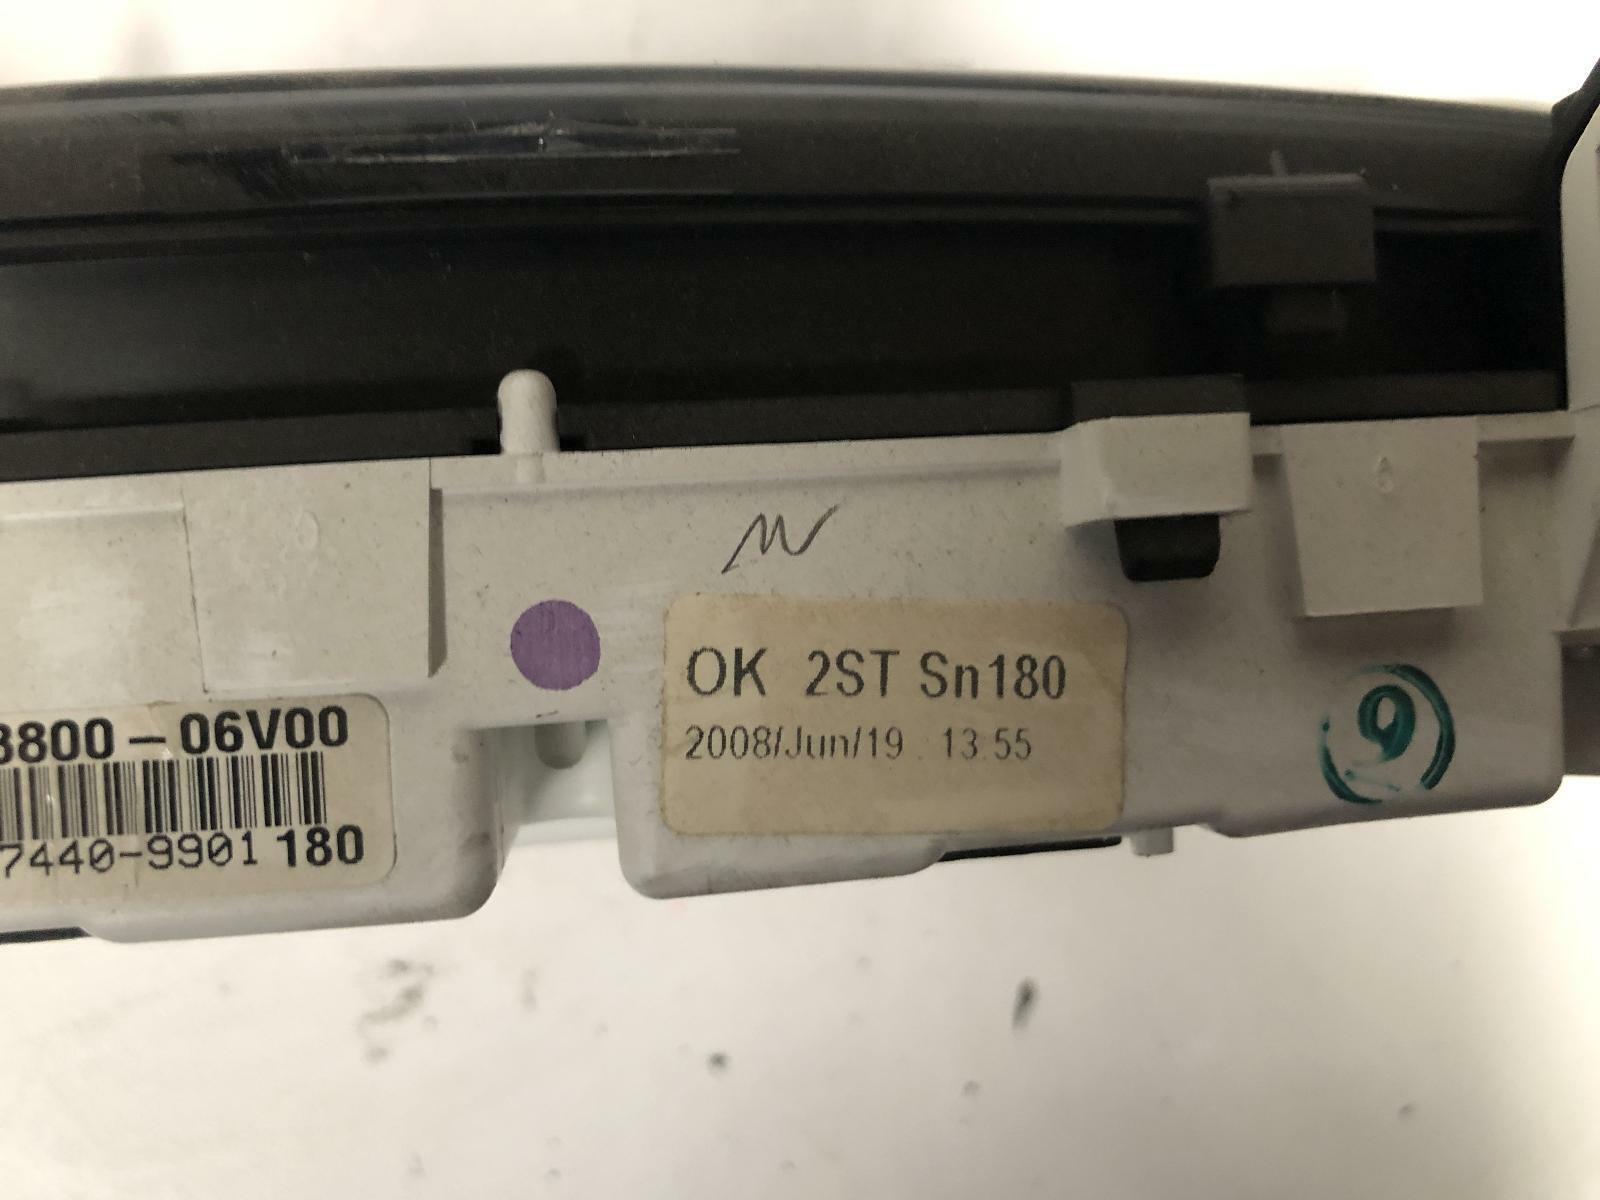 OK 2ST Sn180
2008/Jun/19 13:55
3800-06V00
7440-9901 180
9